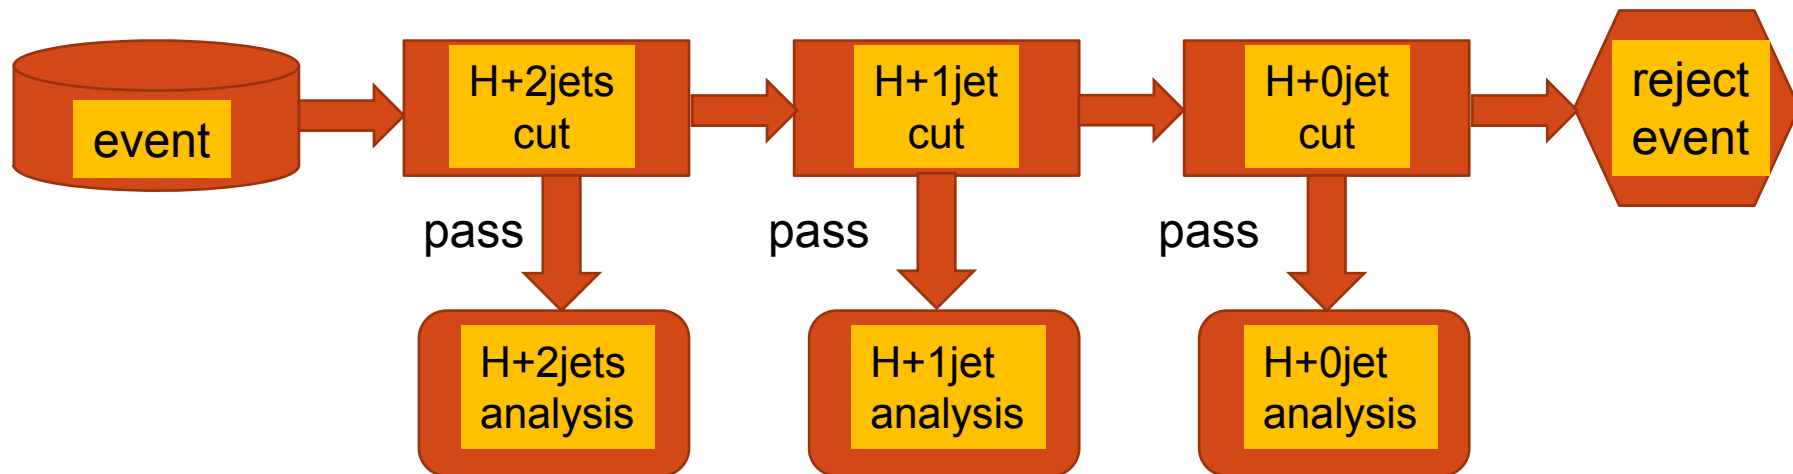 event
H+2jets
cut
H+1jet
cut
H+0jet
cut
reject
event
pass
pass
pass
H+2jets
analysis
H+1jet
analysis
H+0jet
analysis